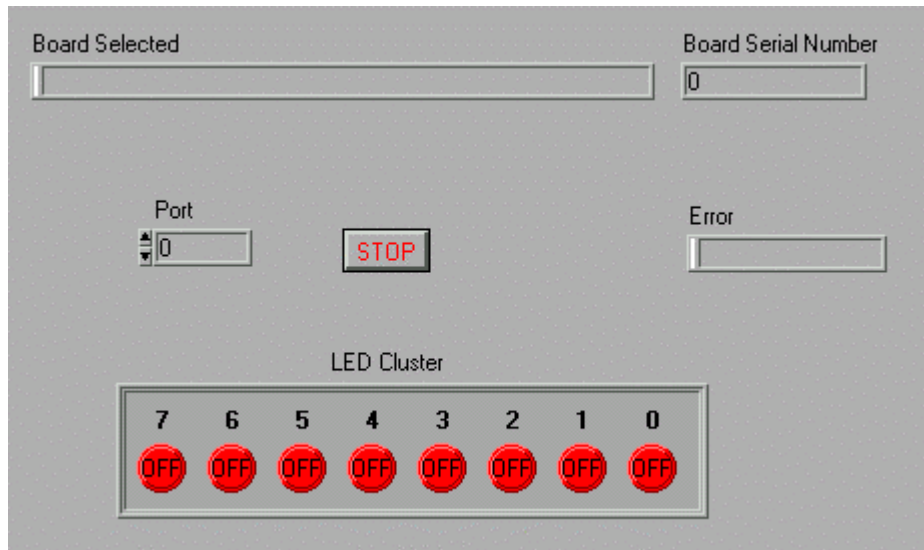 Board Selected Board Serial Number
0
Port Error
0 STOP
LED Cluster
7 6 5 4 3 2 1 0
OFF OFF OFF OFF OFF OFF OFF OFF